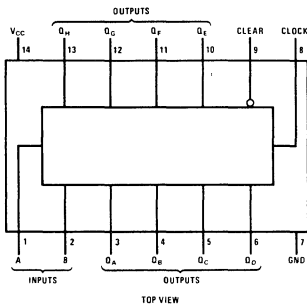 OUTPUTS
VCC QH QG QF QE CLEAR CLOCK
14 13 12 11 10 9 8
1 2 3 4 5 6 7
A B QA QB QC QD GND
INPUTS OUTPUTS
TOP VIEW